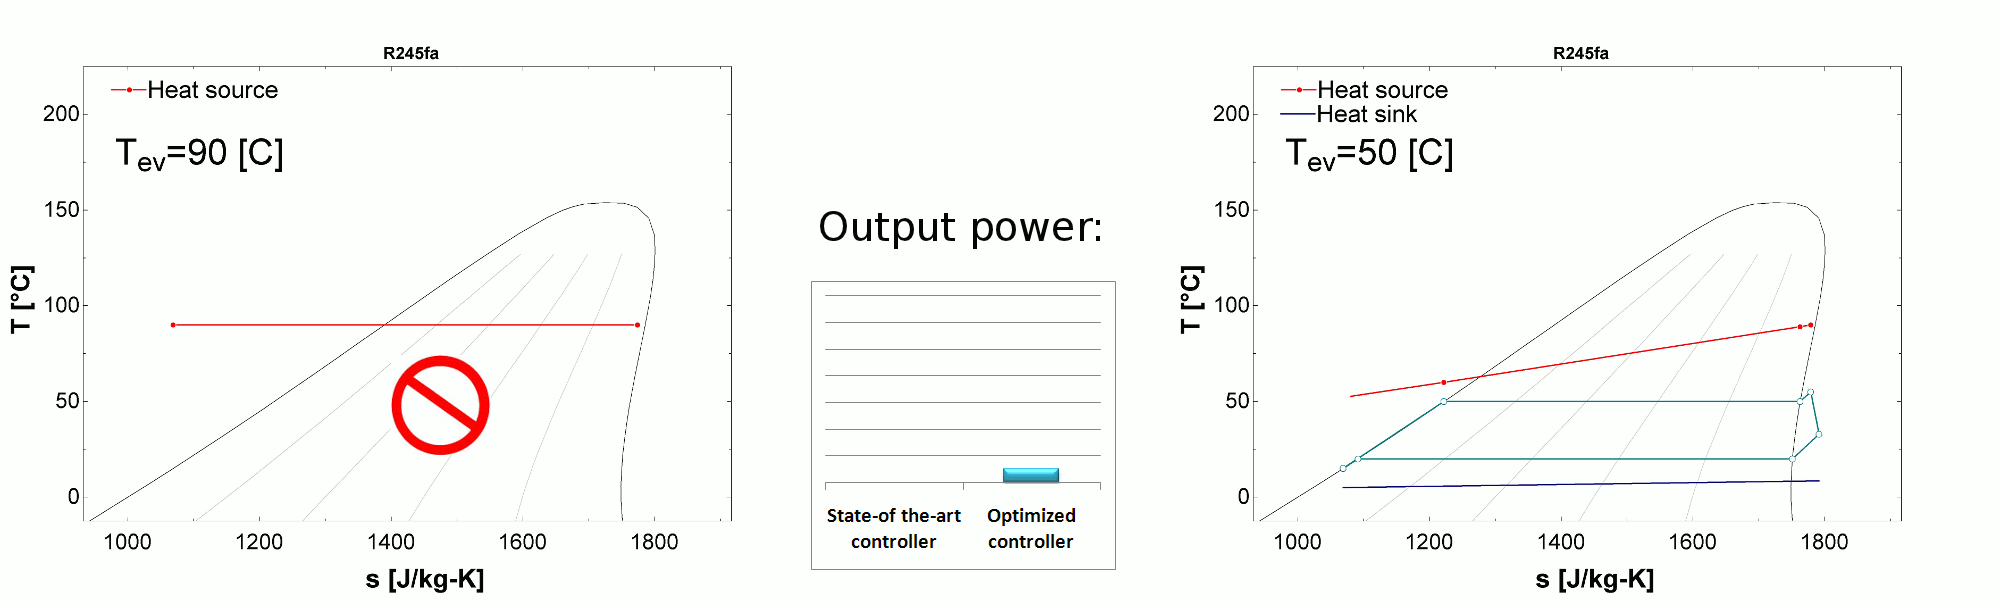 R245fa
Heat source
Tev=90 [C]
200
150
100
50
0
T [°C]
1000 1200 1400 1600 1800
s [J/kg-K]
Output power:
State-of the-art controller
Optimized controller
R245fa
Heat source
Heat sink
Tev=50 [C]
200
150
100
50
0
T [°C]
1000 1200 1400 1600 1800
s [J/kg-K]